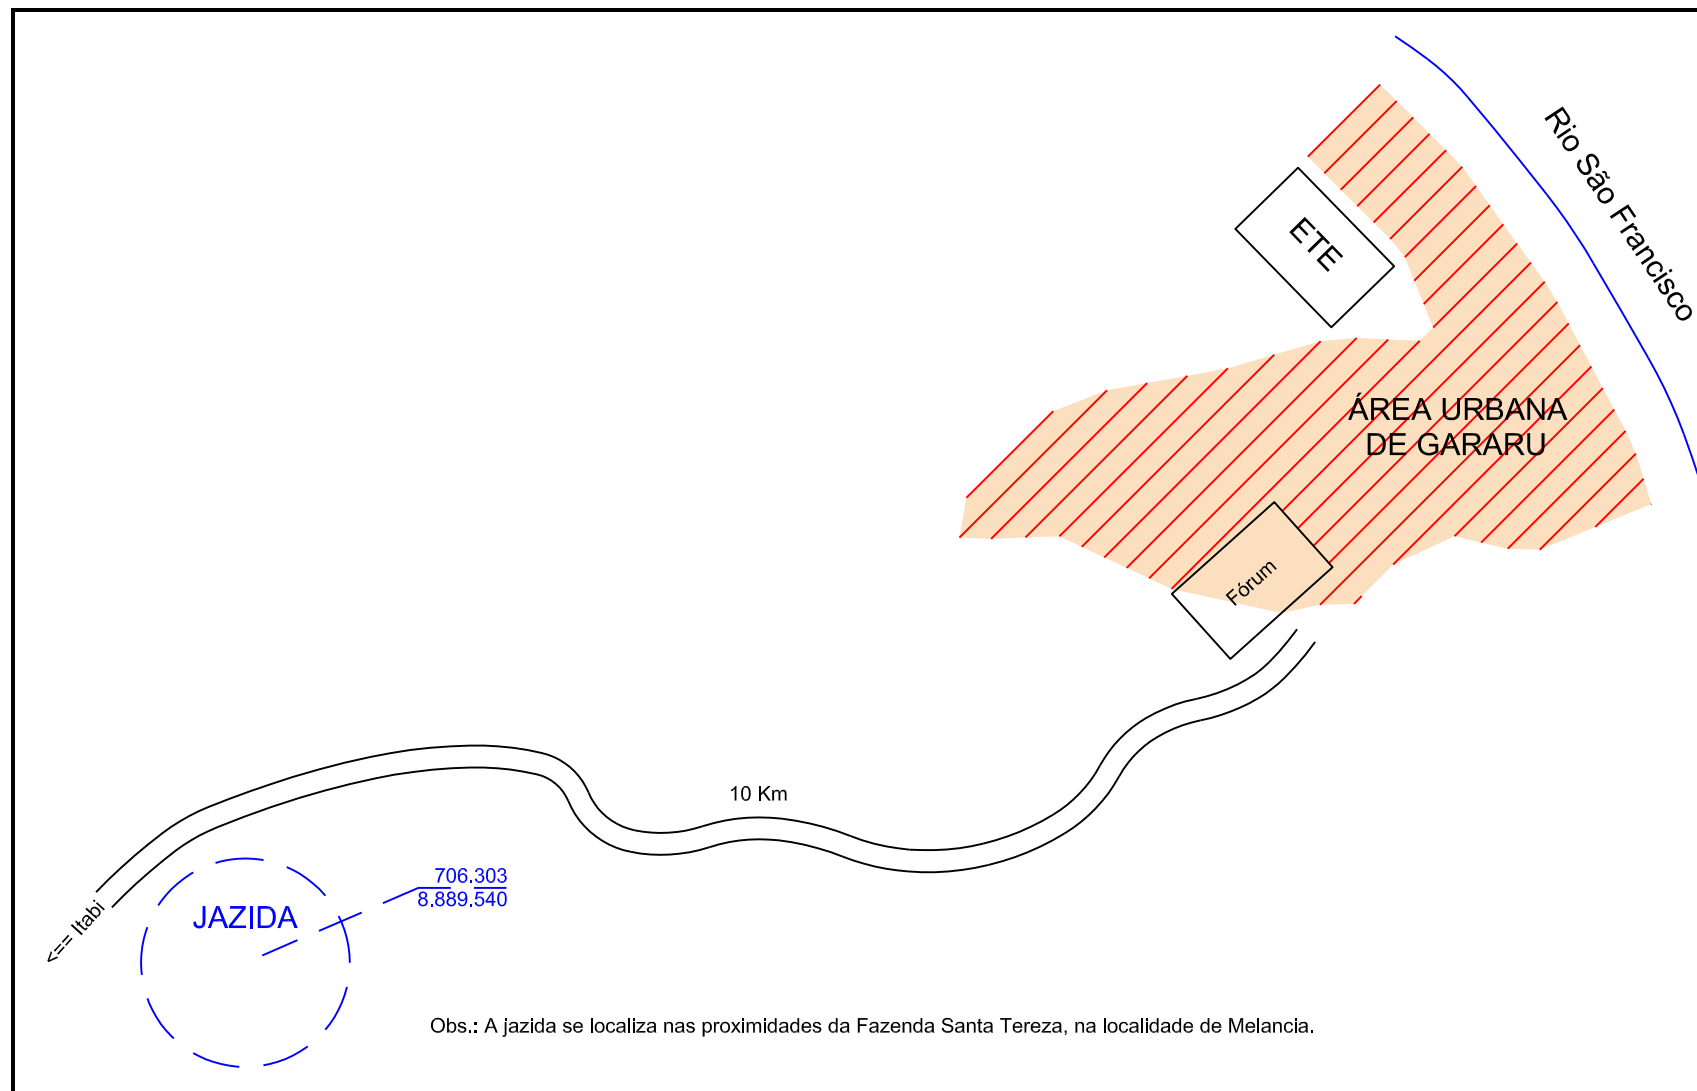 Rio São Francisco
ETE
ÁREA URBANA
DE GARARU
Fórum
10 Km
706.303
8.889.540
JAZIDA
<== Itabi
Obs.: A jazida se localiza nas proximidades da Fazenda Santa Tereza, na localidade de Melancia.